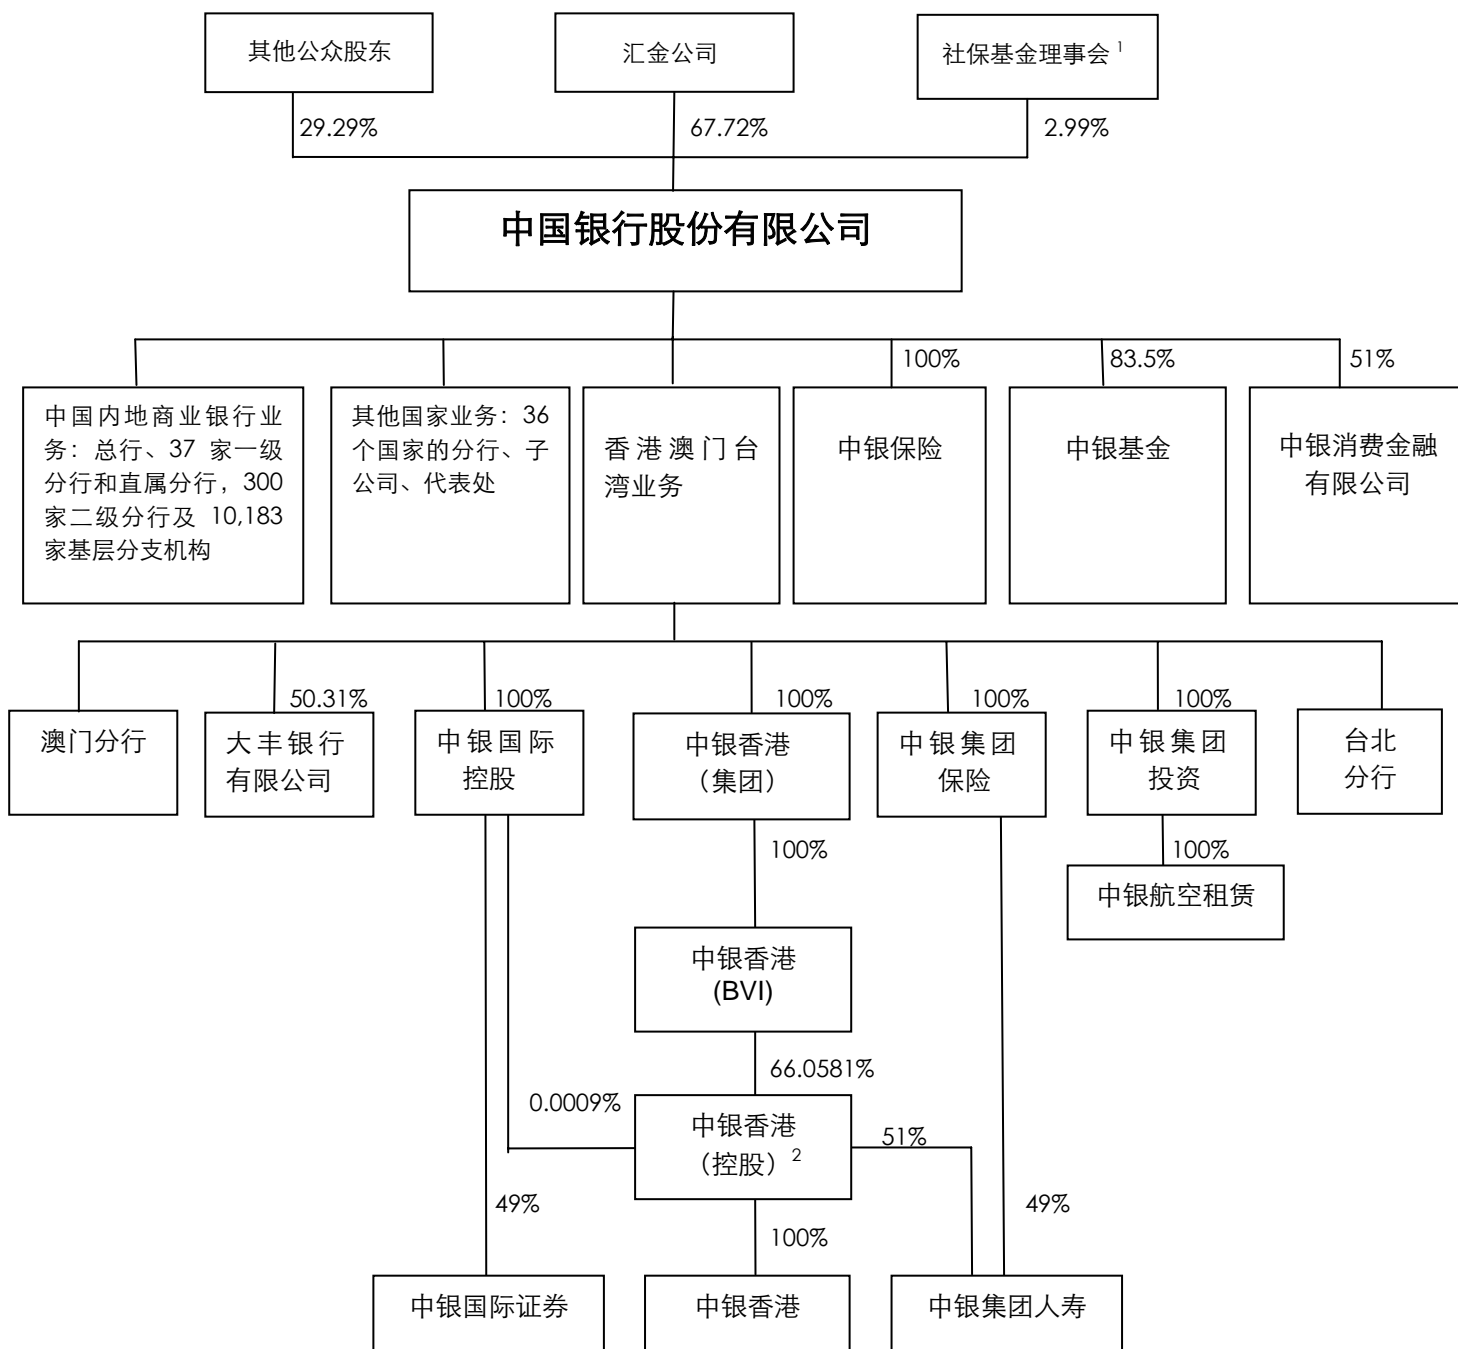 其他公众股东
汇金公司
社保基金理事会 1
29.29%
67.72%
2.99%
中国银行股份有限公司
100%
83.5%
51%
中国内地商业银行业
务：总行、37 家一级
分行和直属分行，300
家二级分行及 10,183
家基层分支机构
其他国家业务：36
个国家的分行、子
公司、代表处
香港澳门台
湾业务
中银保险
中银基金
中银消费金融
有限公司
50.31%
100%
100%
100%
100%
澳门分行
大丰银行
有限公司
中银国际
控股
中银香港
（集团）
中银集团
保险
中银集团
投资
台北
分行
100%
100%
中银航空租赁
中银香港
(BVI)
66.0581%
0.0009%
中银香港
（控股）2
51%
49%
49%
100%
中银国际证券
中银香港
中银集团人寿